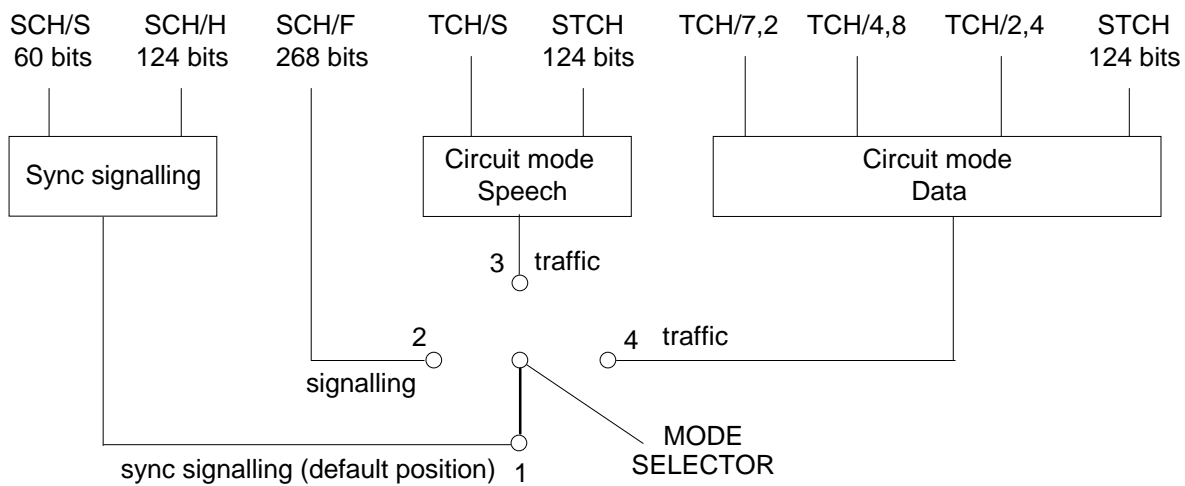 SCH/S SCH/H SCH/F TCH/S STCH TCH/7,2 TCH/4,8 TCH/2,4 STCH
60 bits 124 bits 268 bits 124 bits 124 bits
Sync signalling
Circuit mode
Speech
Circuit mode
Data
3 traffic
2
4 traffic
signalling
MODE
SELECTOR
sync signalling (default position) 1